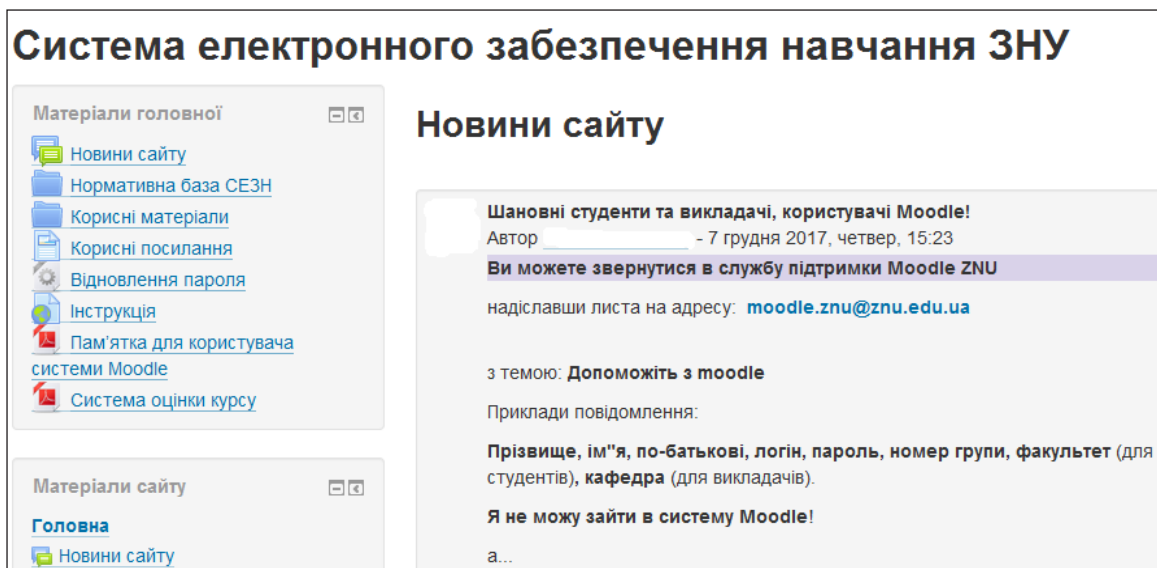 Система електронного забезпечення навчання ЗНУ
Матеріали головної
Новини сайту
Нормативна база СЕЗН
Корисні матеріали
Корисні посилання
Відновлення пароля
Інструкція
Пам'ятка для користувача
системи Moodle
Система оцінки курсу
Матеріали сайту
Головна
Новини сайту
Новини сайту
Шановні студенти та викладачі, користувачі Moodle!
Автор - 7 грудня 2017, четвер, 15:23
Ви можете звернутися в службу підтримки Moodle ZNU
надіславши листа на адресу: moodle.znu@znu.edu.ua
з темою: Допоможіть з moodle
Приклади повідомлення:
Прізвище, ім"я, по-батькові, логін, пароль, номер групи, факультет (для
студентів), кафедра (для викладачів).
Я не можу зайти в систему Moodle!
а...